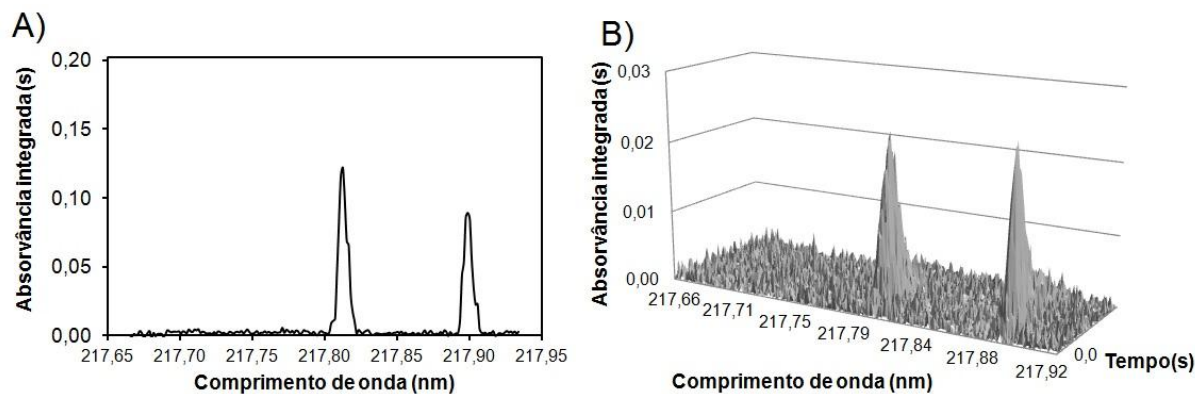 A)
Absorvância integrada (s)
0,20
0,15
0,10
0,05
0,00
217,65 217,70 217,75 217,80 217,85 217,90 217,95
Comprimento de onda (nm)
B)
Absorvância integrada (s)
0,03
0,02
0,01
0,00
217,66
217,71
217,75
217,79
217,84
217,88
217,92
0,0
Tempo(s)
Comprimento de onda (nm)